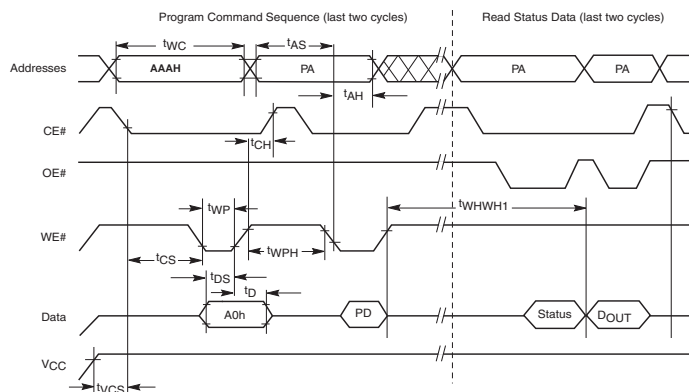 Program Command Sequence (last two cycles)
Read Status Data (last two cycles)
tWC
tAS
Addresses
AAAH
PA
PA
PA
tAH
CE#
tCH
OE#
tWP
tWHWH1
WE#
tCS
tWPH
tDS
tD
Data
A0h
PD
Status
DOUT
VCC
tVCS